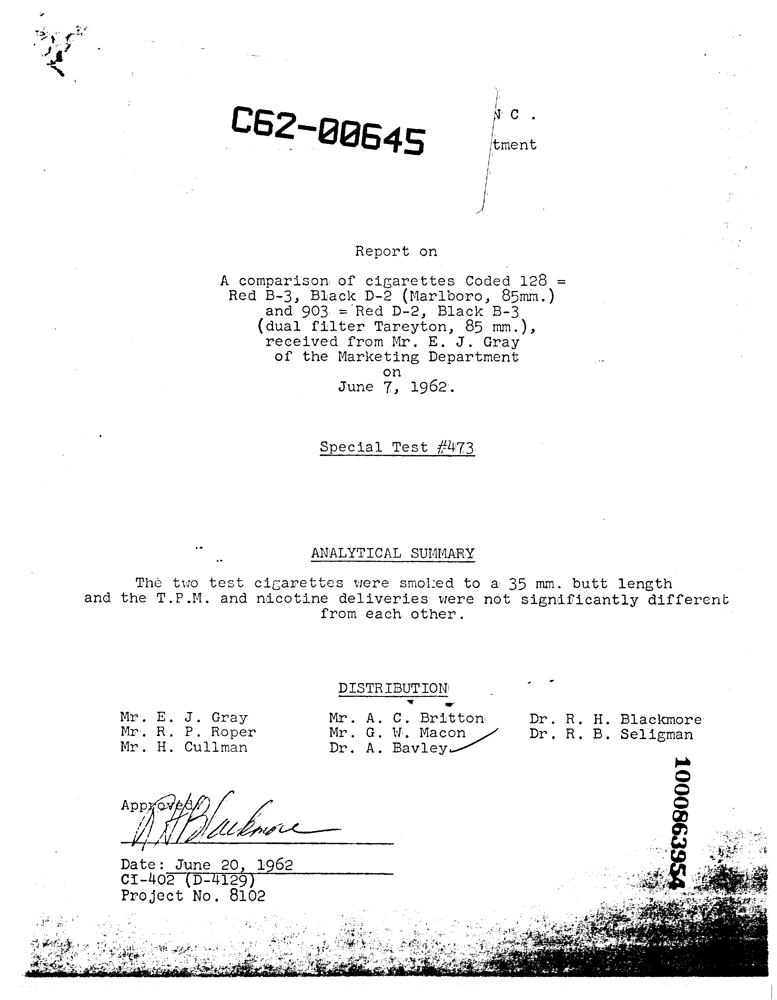 C62-00645
N C .
tment
Report on
A comparison of cigarettes Coded 128 =
Red B-3, Black D-2 (Marlboro, 85mm.)
and 903 = Red D-2, Black B-3
(dual filter Tareyton, 85 mm.),
received from Mr. E. J. Gray
of the Marketing Department
on
June 7, 1962.
Special Test #473
ANALYTICAL SUMMARY
The two test cigarettes were smoked to a 35 mm. butt length
and the T.P.M. and nicotine deliveries were not significantly different
from each other.
DISTRIBUTION
Mr. E. J. Gray Mr. A. C. Britton Dr. R. H. Blackmore
Mr. R. P. Roper Mr. G. W. Macon Dr. R. B. Seligman
Mr. H. Cullman Dr. A. Bavley
Approved
R H Blackmore
Date: June 20, 1962
CI-402 (D-4129)
Project No. 8102
1000863954